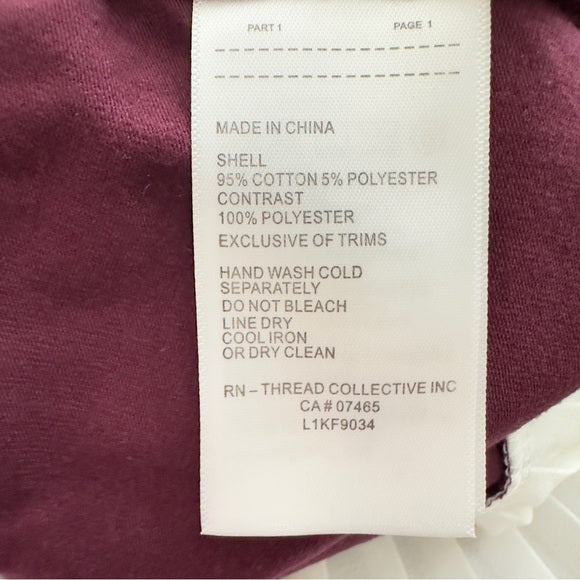 PART 1 PAGE 1
MADE IN CHINA
SHELL
95% COTTON 5% POLYESTER
CONTRAST
100% POLYESTER
EXCLUSIVE OF TRIMS
HAND WASH COLD
SEPARATELY
DO NOT BLEACH
LINE DRY
COOL IRON
OR DRY CLEAN
RN – THREAD COLLECTIVE INC
CA # 07465
L1KF9034